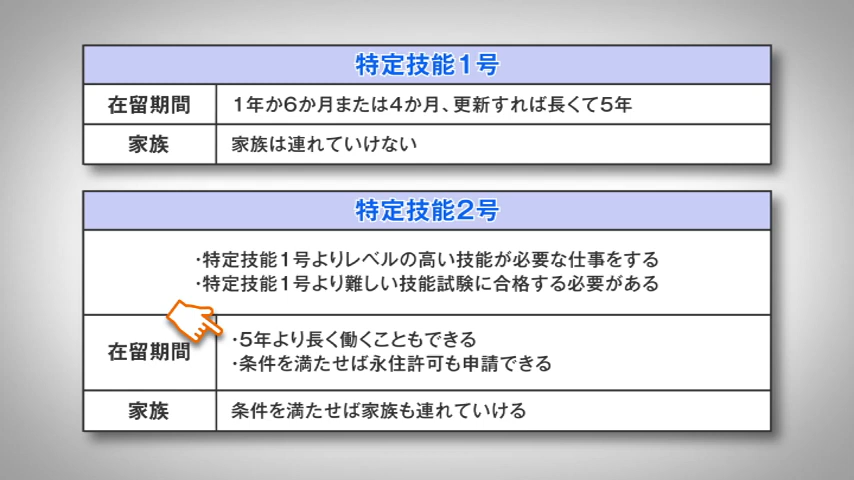 特定技能1号
在留期間 1年か6か月または4か月、更新すれば長くて5年
家族 家族は連れていけない
特定技能2号
・特定技能1号よりレベルの高い技能が必要な仕事をする
・特定技能1号より難しい技能試験に合格する必要がある
在留期間
・5年より長く働くこともできる
・条件を満たせば永住許可も申請できる
家族 条件を満たせば家族も連れていける